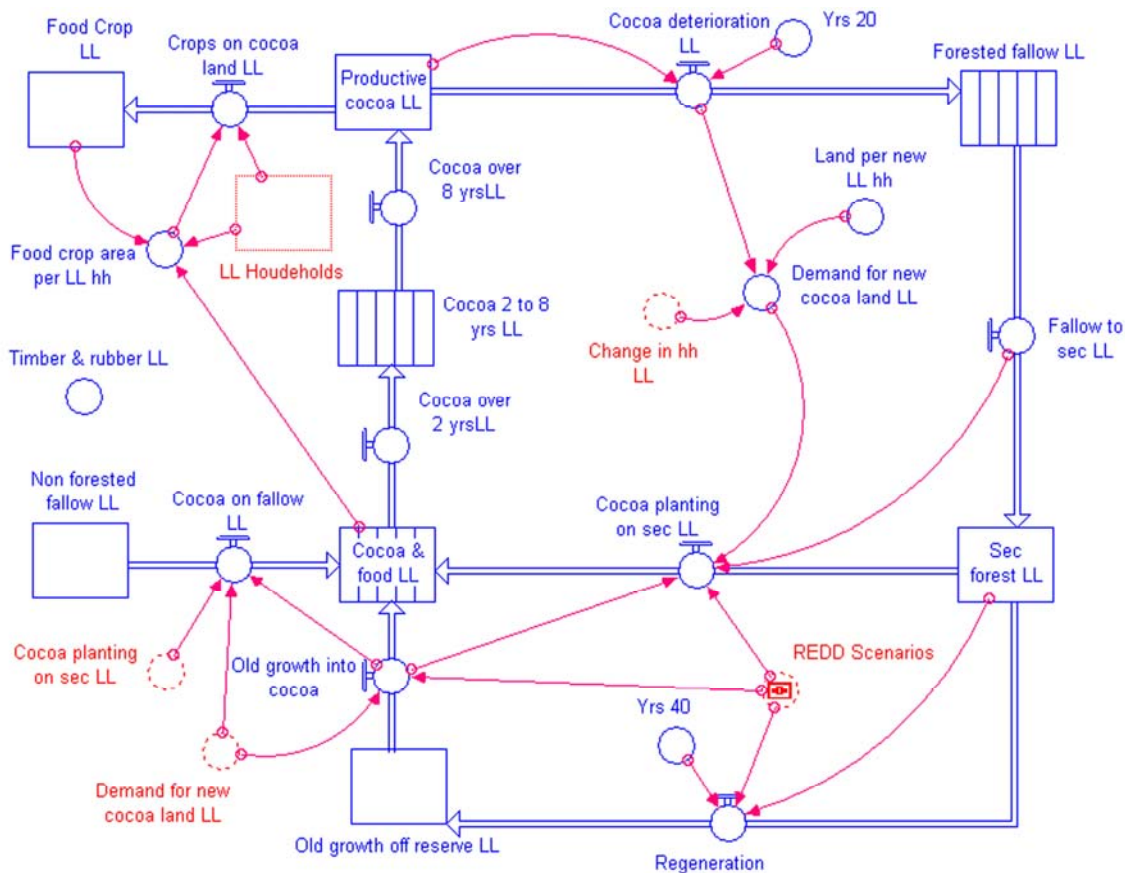 Food Crop
LL
Crops on cocoa
land LL
Productive
cocoa LL
Cocoa deterioration
LL
Yrs 20
Forested fallow LL
Cocoa over
8 yrsLL
Land per new
LL hh
Food crop area
per LL hh
LL Houdeholds
Demand for new
cocoa land LL
Cocoa 2 to 8
yrs LL
Change in hh
LL
Fallow to
sec LL
Timber & rubber LL
Cocoa over
2 yrsLL
Non forested
fallow LL
Cocoa on fallow
LL
Cocoa planting
on sec LL
Cocoa &
food LL
Sec
forest LL
Cocoa planting
on sec LL
Old growth into
cocoa
REDD Scenarios
Yrs 40
Demand for new
cocoa land LL
Old growth off reserve LL
Regeneration